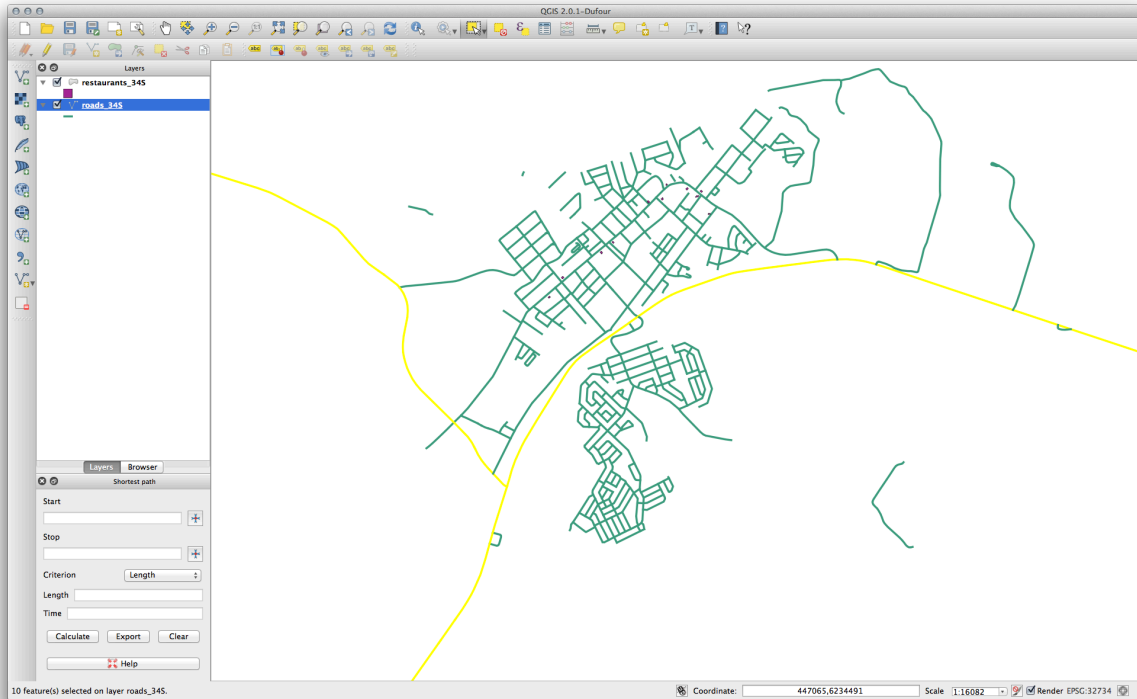 QGIS 2.0.1-Dufour
Layers
restaurants_34S
roads_34S
Layers Browser
Shortest path
Start
Stop
Criterion Length
Length
Time
Calculate Export Clear
Help
10 feature(s) selected on layer roads_34S.
Coordinate: 447065,6234491 Scale 1:16082 Render EPSG:32734